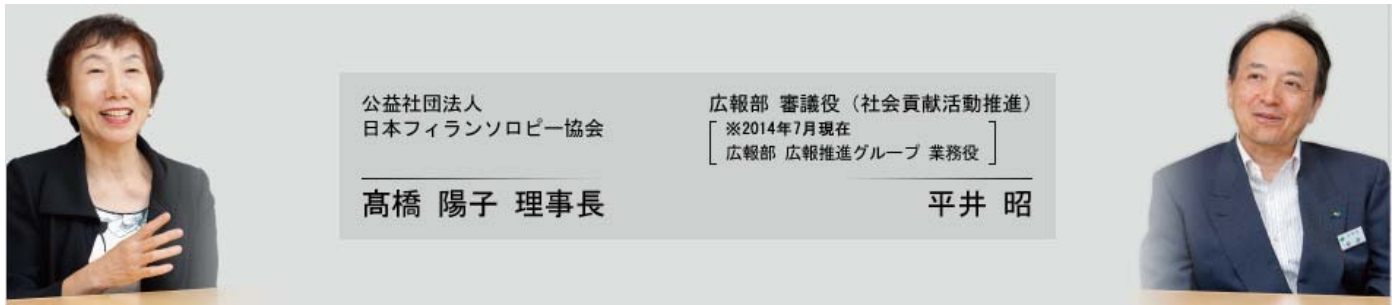 公益社団法人
日本フィランソロピー協会
髙橋 陽子 理事長
広報部 審議役（社会貢献活動推進）
※2014年7月現在
広報部 広報推進グループ 業務役
平井 昭